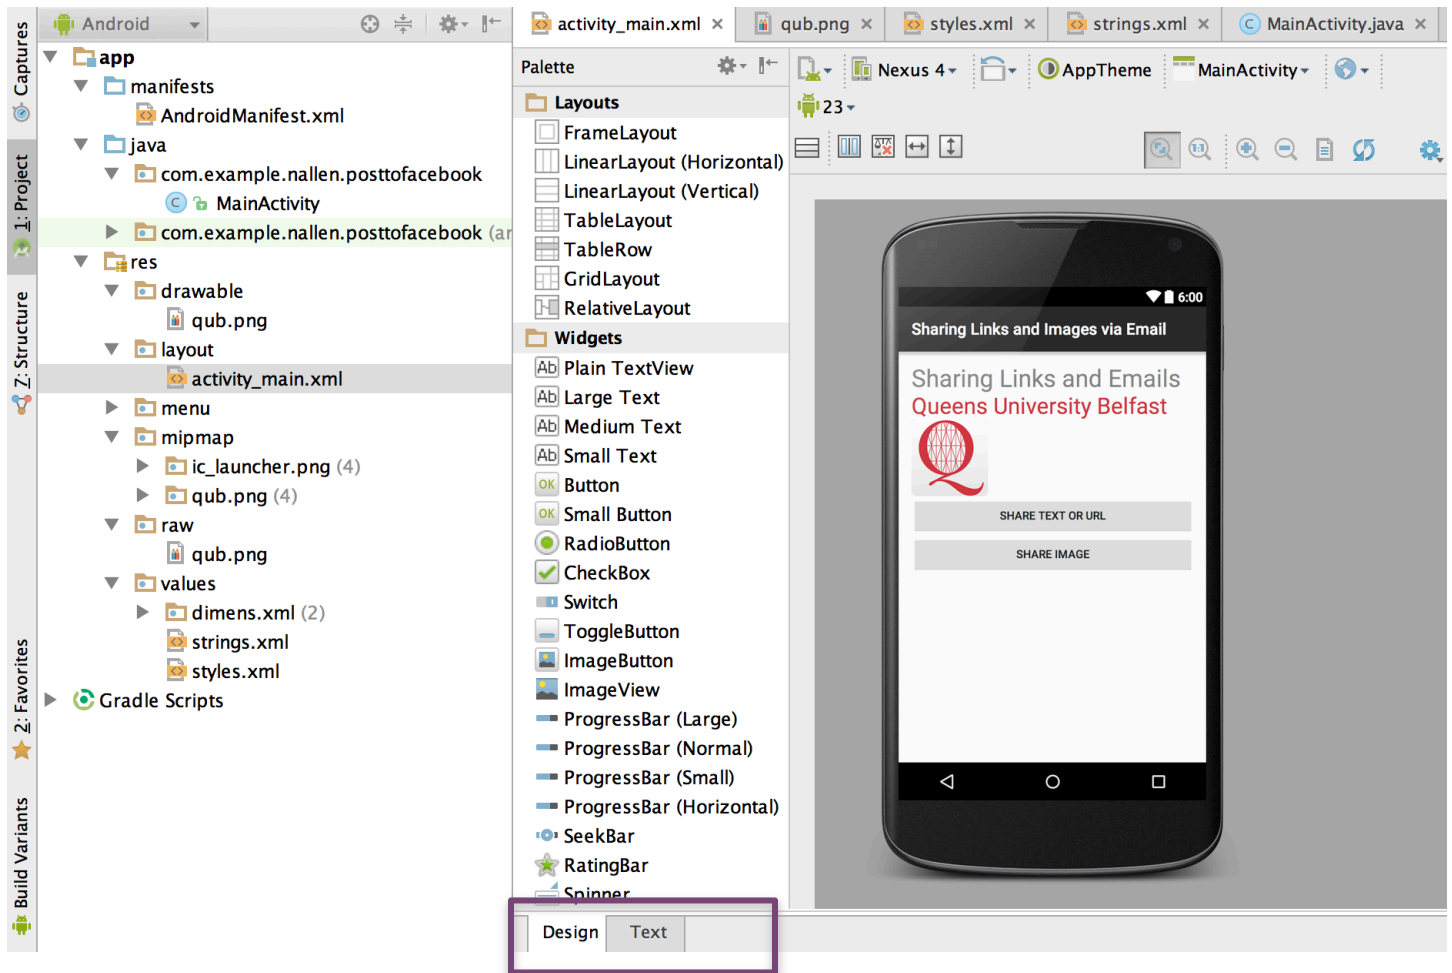 Captures
1: Project
Z: Structure
2: Favorites
Build Variants
Android
app
manifests
AndroidManifest.xml
java
com.example.nallen.posttofacebook
C MainActivity
com.example.nallen.posttofacebook (ar
res
drawable
qub.png
layout
activity_main.xml
menu
mipmap
ic_launcher.png (4)
qub.png (4)
raw
qub.png
values
dimens.xml (2)
strings.xml
styles.xml
Gradle Scripts
activity_main.xml qub.png styles.xml strings.xml C MainActivity.java
Palette
Layouts
FrameLayout
LinearLayout (Horizontal)
LinearLayout (Vertical)
TableLayout
TableRow
GridLayout
RelativeLayout
Widgets
Ab Plain TextView
Ab Large Text
Ab Medium Text
Ab Small Text
OK Button
OK Small Button
RadioButton
CheckBox
Switch
ToggleButton
ImageButton
ImageView
ProgressBar (Large)
ProgressBar (Normal)
ProgressBar (Small)
ProgressBar (Horizontal)
SeekBar
RatingBar
Spinner
Design Text
Nexus 4 AppTheme MainActivity
23
1:1
6:00
Sharing Links and Images via Email
Sharing Links and Emails
Queens University Belfast
Q
SHARE TEXT OR URL
SHARE IMAGE